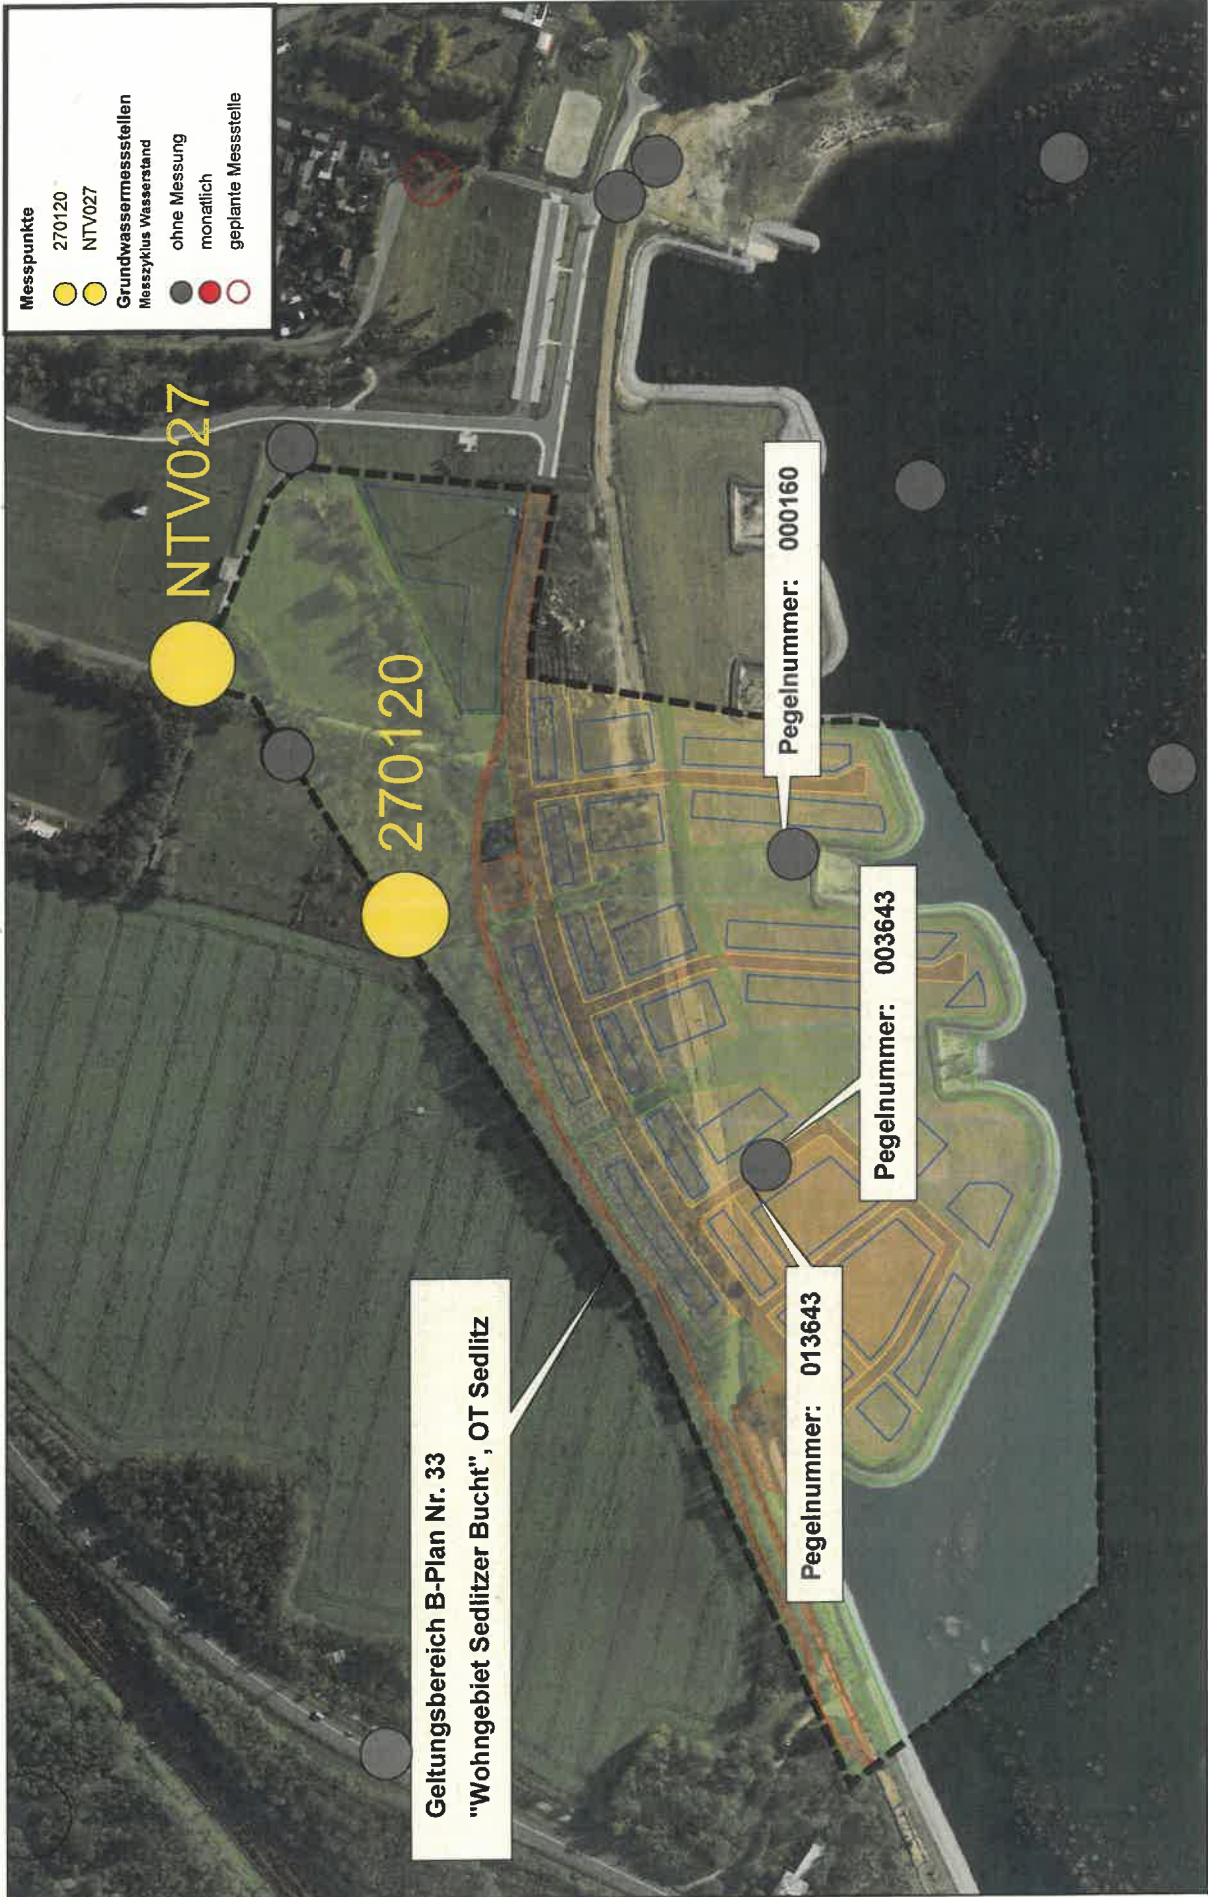 Messpunkte
270120
NTV027
Grundwassermessstellen
Messzyklus Wasserstand
ohne Messung
monatlich
geplante Messstelle
NTV027
270120
Pegelnummer: 000160
Pegelnummer: 003643
Pegelnummer: 013643
Geltungsbereich B-Plan Nr. 33
"Wohngebiet Sedlitzer Bucht", OT Sedlitz